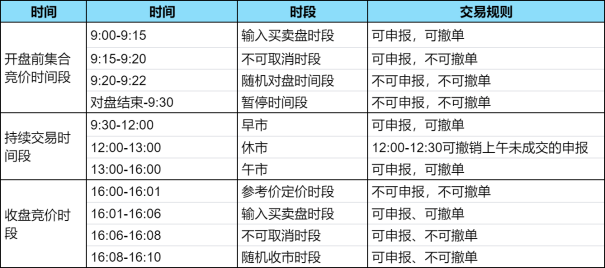 时间 时间 时段 交易规则
开盘前集合竞价时间段
9:00-9:15 输入买卖盘时段 可申报，可撤单
9:15-9:20 不可取消时段 可申报，不可撤单
9:20-9:22 随机对盘时间段 不可申报，不可撤单
对盘结束-9:30 暂停时间段 不可申报，不可撤单
持续交易时间段
9:30-12:00 早市 可申报，可撤单
12:00-13:00 休市 12:00-12:30可撤销上午未成交的申报
13:00-16:00 午市 可申报，可撤单
收盘竞价时段
16:00-16:01 参考价定价时段 不可申报，不可撤单
16:01-16:06 输入买卖盘时段 可申报、可撤单
16:06-16:08 不可取消时段 可申报、不可撤单
16:08-16:10 随机收市时段 可申报、不可撤单